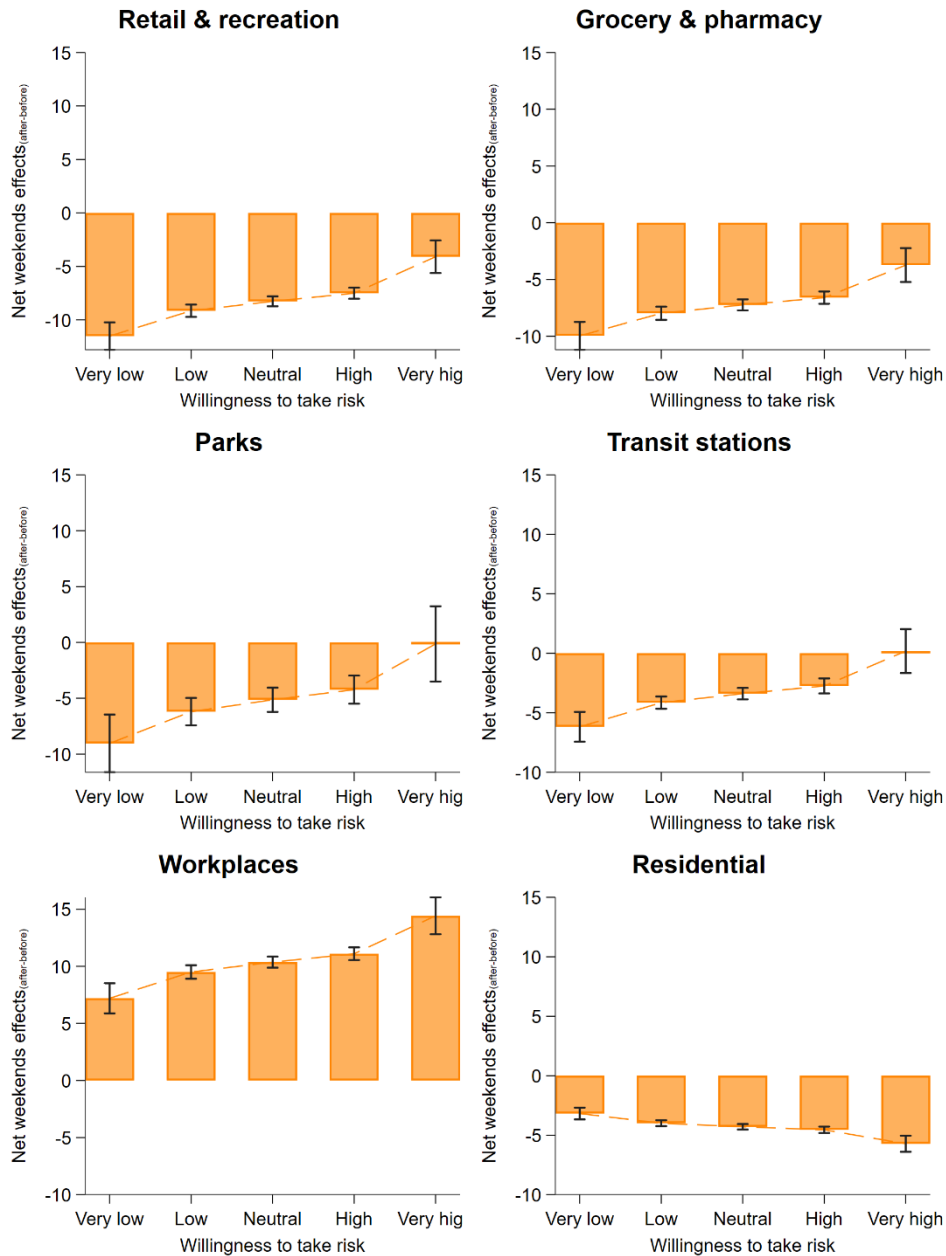 Retail & recreation
Net weekends effects(after-before)
15
10
5
0
-5
-10
Very low Low Neutral High Very hig
Willingness to take risk
Grocery & pharmacy
Net weekends effects(after-before)
15
10
5
0
-5
-10
Very low Low Neutral High Very high
Willingness to take risk
Parks
Net weekends effects(after-before)
15
10
5
0
-5
-10
Very low Low Neutral High Very hig
Willingness to take risk
Transit stations
Net weekends effects(after-before)
15
10
5
0
-5
-10
Very low Low Neutral High Very high
Willingness to take risk
Workplaces
Net weekends effects(after-before)
15
10
5
0
-5
-10
Very low Low Neutral High Very hig
Willingness to take risk
Residential
Net weekends effects(after-before)
15
10
5
0
-5
-10
Very low Low Neutral High Very high
Willingness to take risk